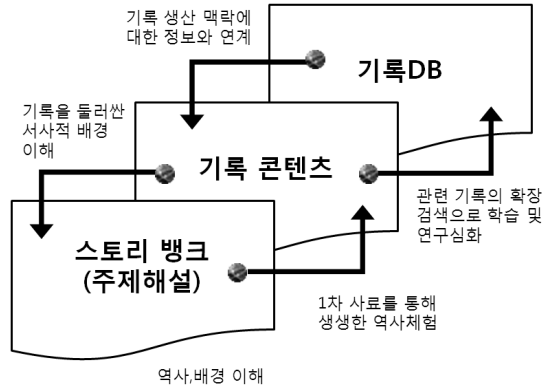 기록 생산 맥락에
대한 정보와 연계
기록DB
기록을 둘러싼
서사적 배경
이해
기록 콘텐츠
관련 기록의 확장
검색으로 학습 및
연구심화
스토리 뱅크
(주제해설)
1차 사료를 통해
생생한 역사체험
역사,배경 이해